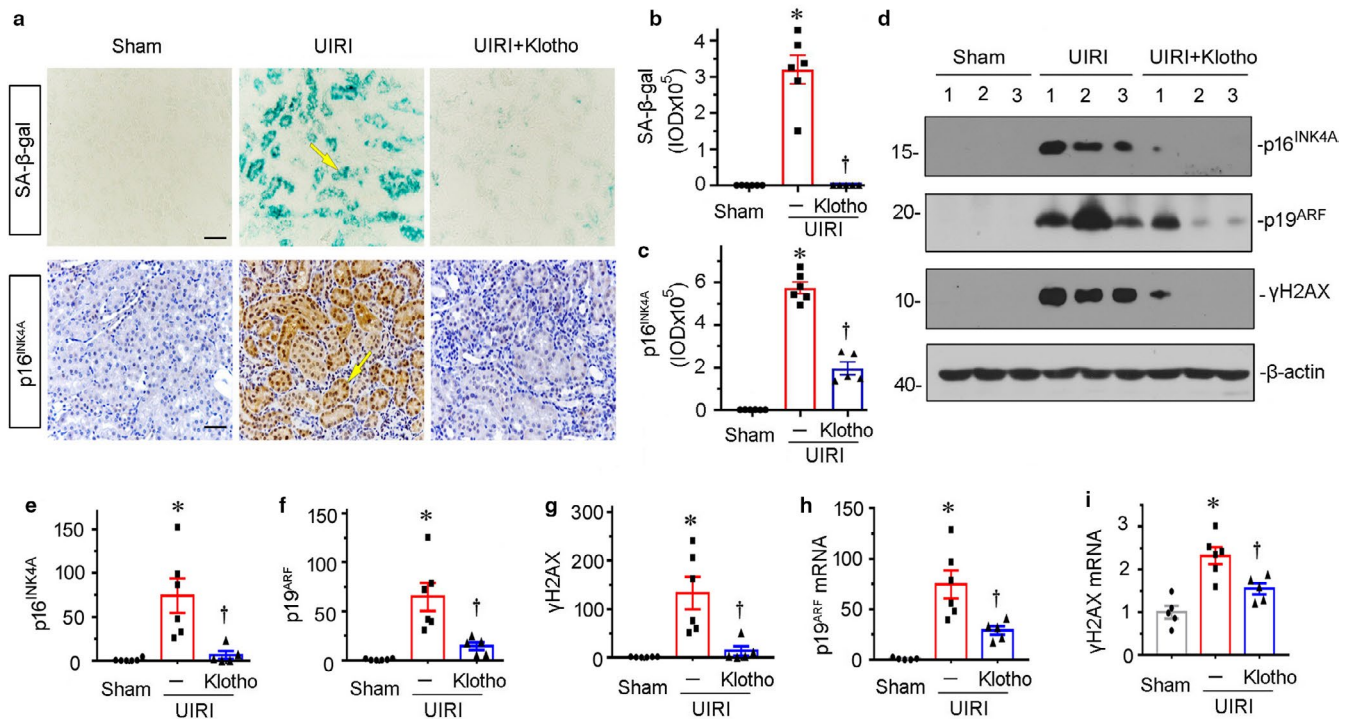 a
Sham UIRI UIRI+Klotho
SA-β-gal
p16INK4A
b
*
SA-β-gal
(IOD×10⁵)
4
3
2
1
0
†
Sham – Klotho
UIRI
c
*
p16INK4A
(IOD×10⁵)
6
4
2
0
†
Sham – Klotho
UIRI
d
Sham UIRI UIRI+Klotho
1 2 3 1 2 3 1 2 3
15- -p16INK4A
20- -p19ARF
10- -γH2AX
40- -β-actin
e
*
p16INK4A
150
100
50
0
†
Sham – Klotho
UIRI
f
*
p19ARF
150
100
50
0
†
Sham – Klotho
UIRI
g
*
γH2AX
300
200
100
0
†
Sham – Klotho
UIRI
h
*
p19ARF mRNA
150
100
50
0
†
Sham – Klotho
UIRI
i
*
γH2AX mRNA
3
2
1
0
†
Sham – Klotho
UIRI